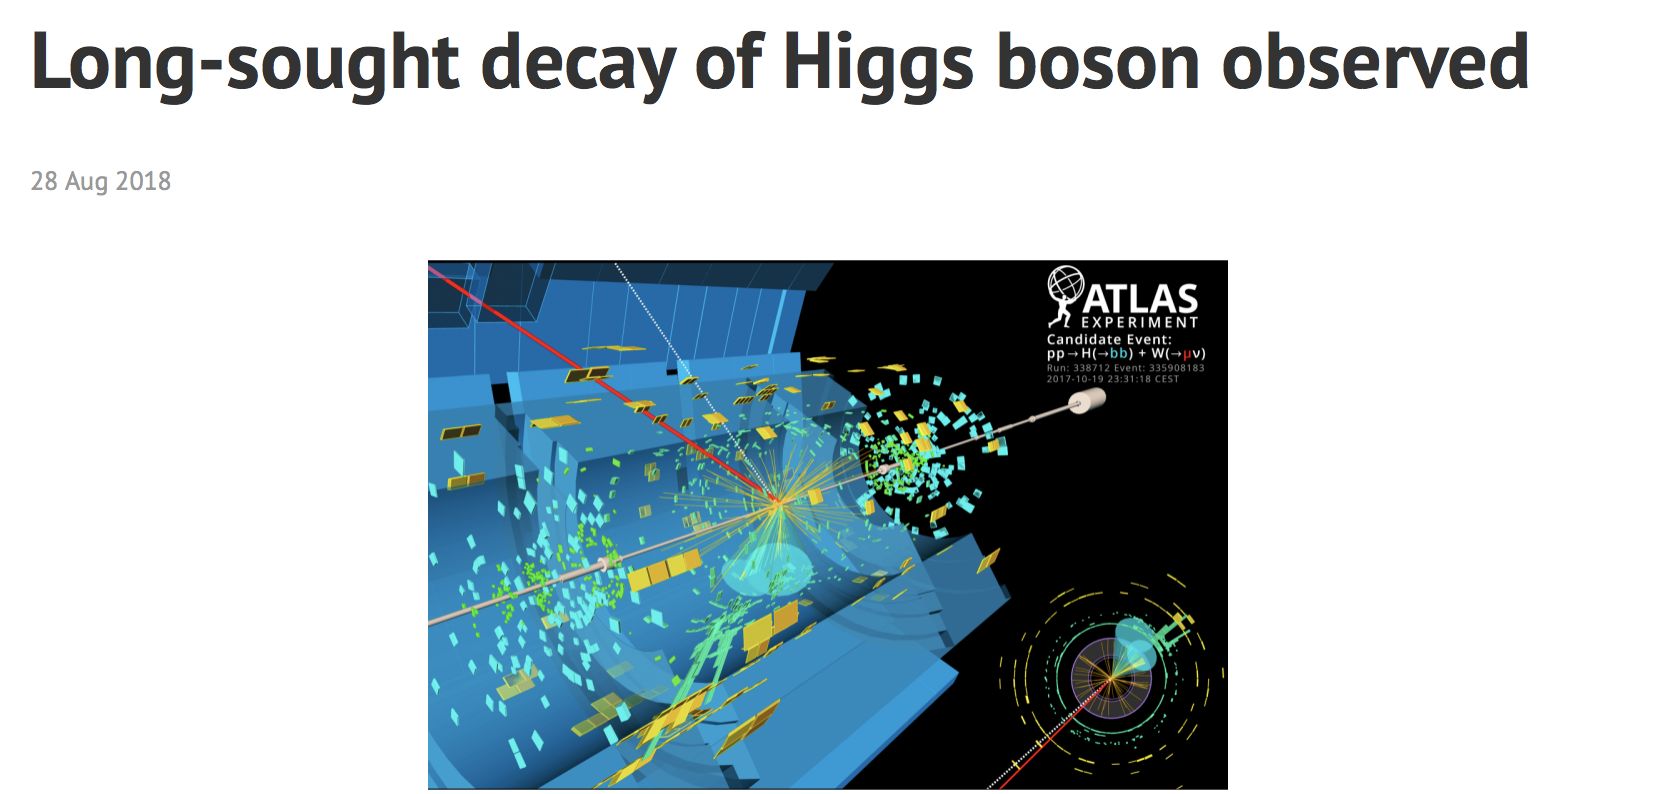 Long-sought decay of Higgs boson observed
28 Aug 2018
ATLAS
EXPERIMENT
Candidate Event:
pp→H(→bb) + W(→μν)
Run: 338712 Event: 335908183
2017-10-19 23:31:18 CEST